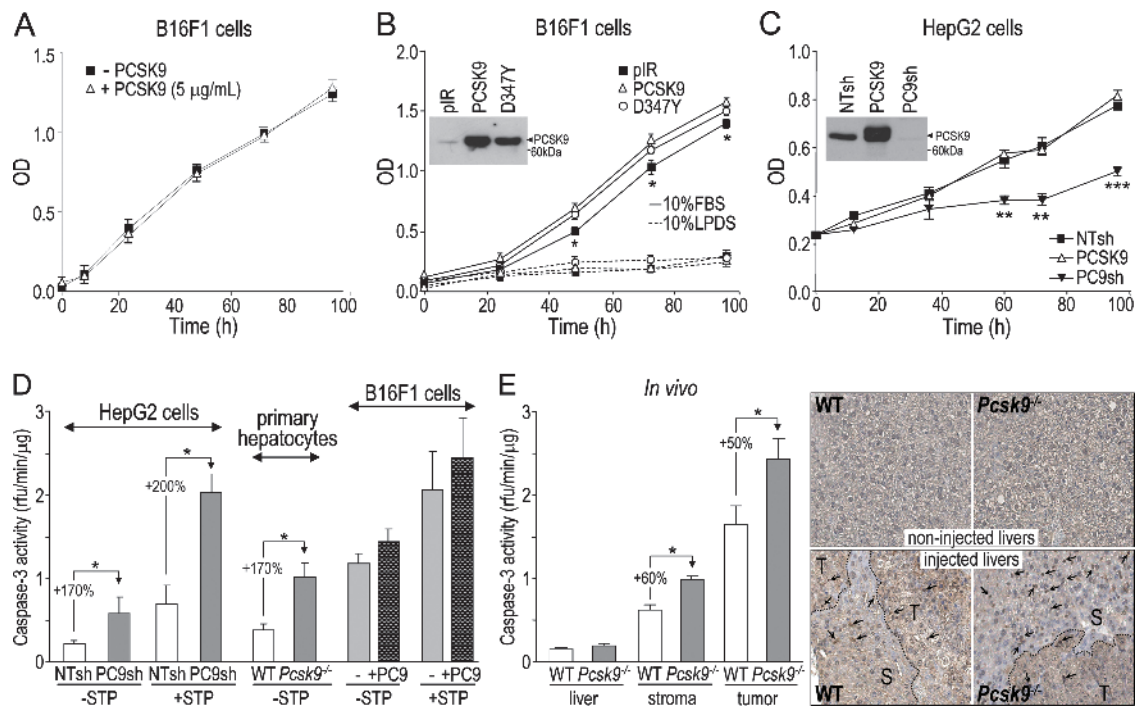 A
B16F1 cells
OD
1.5
1.0
0.5
0.0
- PCSK9
+ PCSK9 (5 µg/mL)
0 20 40 60 80 100
Time (h)
B
B16F1 cells
OD
2.0
1.5
1.0
0.5
0.0
pIR PCSK9 D347Y
PCSK9
60kDa
pIR
PCSK9
D347Y
* * *
10%FBS
10%LPDS
0 20 40 60 80 100
Time (h)
C
HepG2 cells
OD
1.0
0.8
0.6
0.4
0.2
0.0
NTsh PCSK9 PC9sh
PCSK9
60kDa
** ** ***
NTsh
PCSK9
PC9sh
0 20 40 60 80 100
Time (h)
D
Caspase-3 activity (rfu/min/µg)
3
2
1
0
HepG2 cells
primary
hepatocytes
B16F1 cells
*
+170%
*
+200%
*
+170%
NTsh PC9sh NTsh PC9sh WT Pcsk9-/- - +PC9 - +PC9
-STP +STP -STP -STP +STP
E
In vivo
Caspase-3 activity (rfu/min/µg)
3
2
1
0
*
+60%
*
+50%
WT Pcsk9-/- WT Pcsk9-/- WT Pcsk9-/-
liver stroma tumor
WT Pcsk9-/-
non-injected livers
injected livers
T
T
S
WT
S
T
Pcsk9-/-